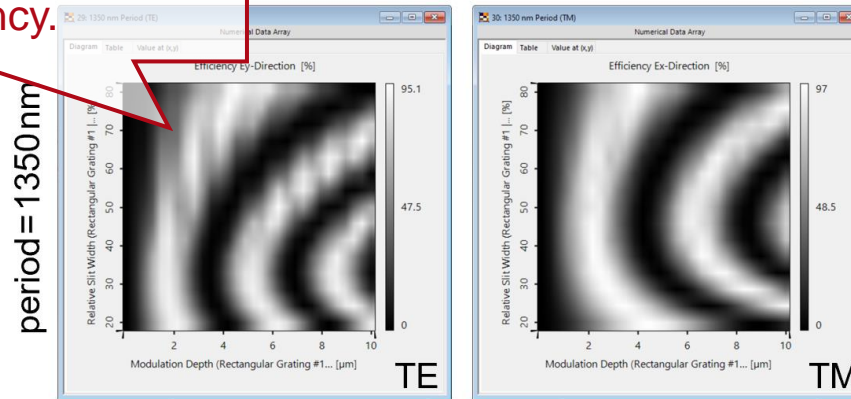 ncy.
29: 1350 nm Period (TE)
Numerical Data Array
Diagram Table Value at (x,y)
Efficiency Ey-Direction [%]
Relative Slit Width (Rectangular Grating #1 |... [%]
80
70
60
50
40
30
20
2 4 6 8 10
Modulation Depth (Rectangular Grating #1... [µm]
95.1
47.5
0
TE
period = 1350 nm
30: 1350 nm Period (TM)
Numerical Data Array
Diagram Table Value at (x,y)
Efficiency Ex-Direction [%]
Relative Slit Width (Rectangular Grating #1 |... [%]
80
70
60
50
40
30
20
2 4 6 8 10
Modulation Depth (Rectangular Grating #1... [µm]
97
48.5
0
TM